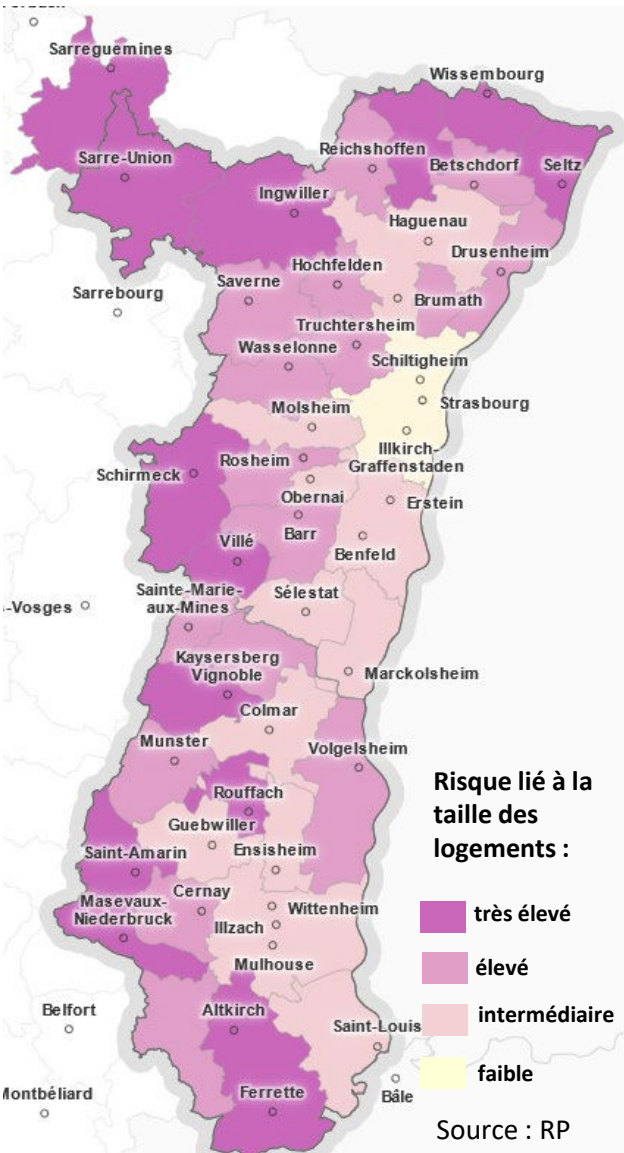 Sarreguemines
Wissembourg
Reichshoffen
Sarre-Union
Betschdorf
Seltz
Ingwiller
Haguenau
Drusenheim
Hochfelden
Saverne
Sarrebourg
Brumath
Truchtersheim
Wasselonne
Schiltigheim
Strasbourg
Molsheim
Illkirch-
Graffenstaden
Rosheim
Schirmeck
Obernai
Erstein
Barr
Benfeld
Villé
Sainte-Marie-
aux-Mines
Sélestat
-Vosges
Kaysersberg
Vignoble
Marckolsheim
Colmar
Munster
Volgelsheim
Rouffach
Guebwiller
Ensisheim
Saint-Amarin
Cernay
Masevaux-
Niederbruck
Wittenheim
Illzach
Mulhouse
Belfort
Altkirch
Saint-Louis
Montbéliard
Ferrette
Bâle
Risque lié à la
taille des
logements :
très élevé
élevé
intermédiaire
faible
Source : RP